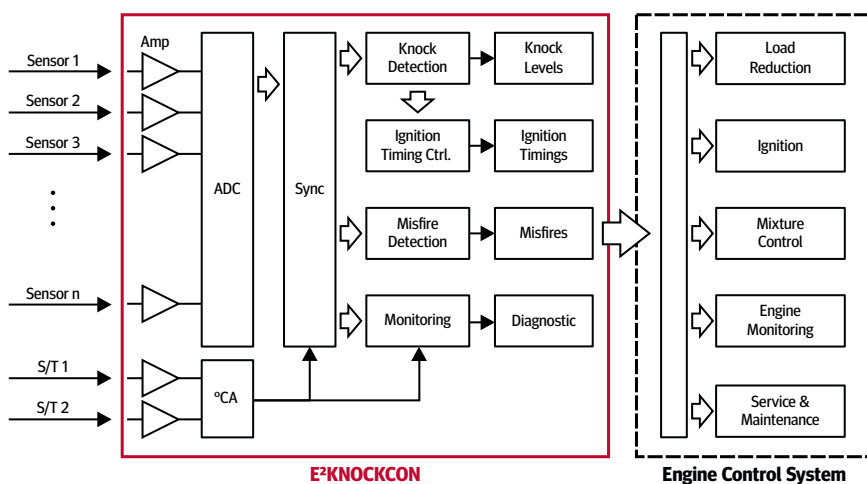 Amp
Sensor 1
Sensor 2
Sensor 3
Sensor n
S/T 1
S/T 2
ADC
ºCA
Sync
Knock
Detection
Knock
Levels
Ignition
Timing Ctrl.
Ignition
Timings
Misfire
Detection
Misfires
Monitoring
Diagnostic
Load
Reduction
Ignition
Mixture
Control
Engine
Monitoring
Service &
Maintenance
E²KNOCKCON
Engine Control System